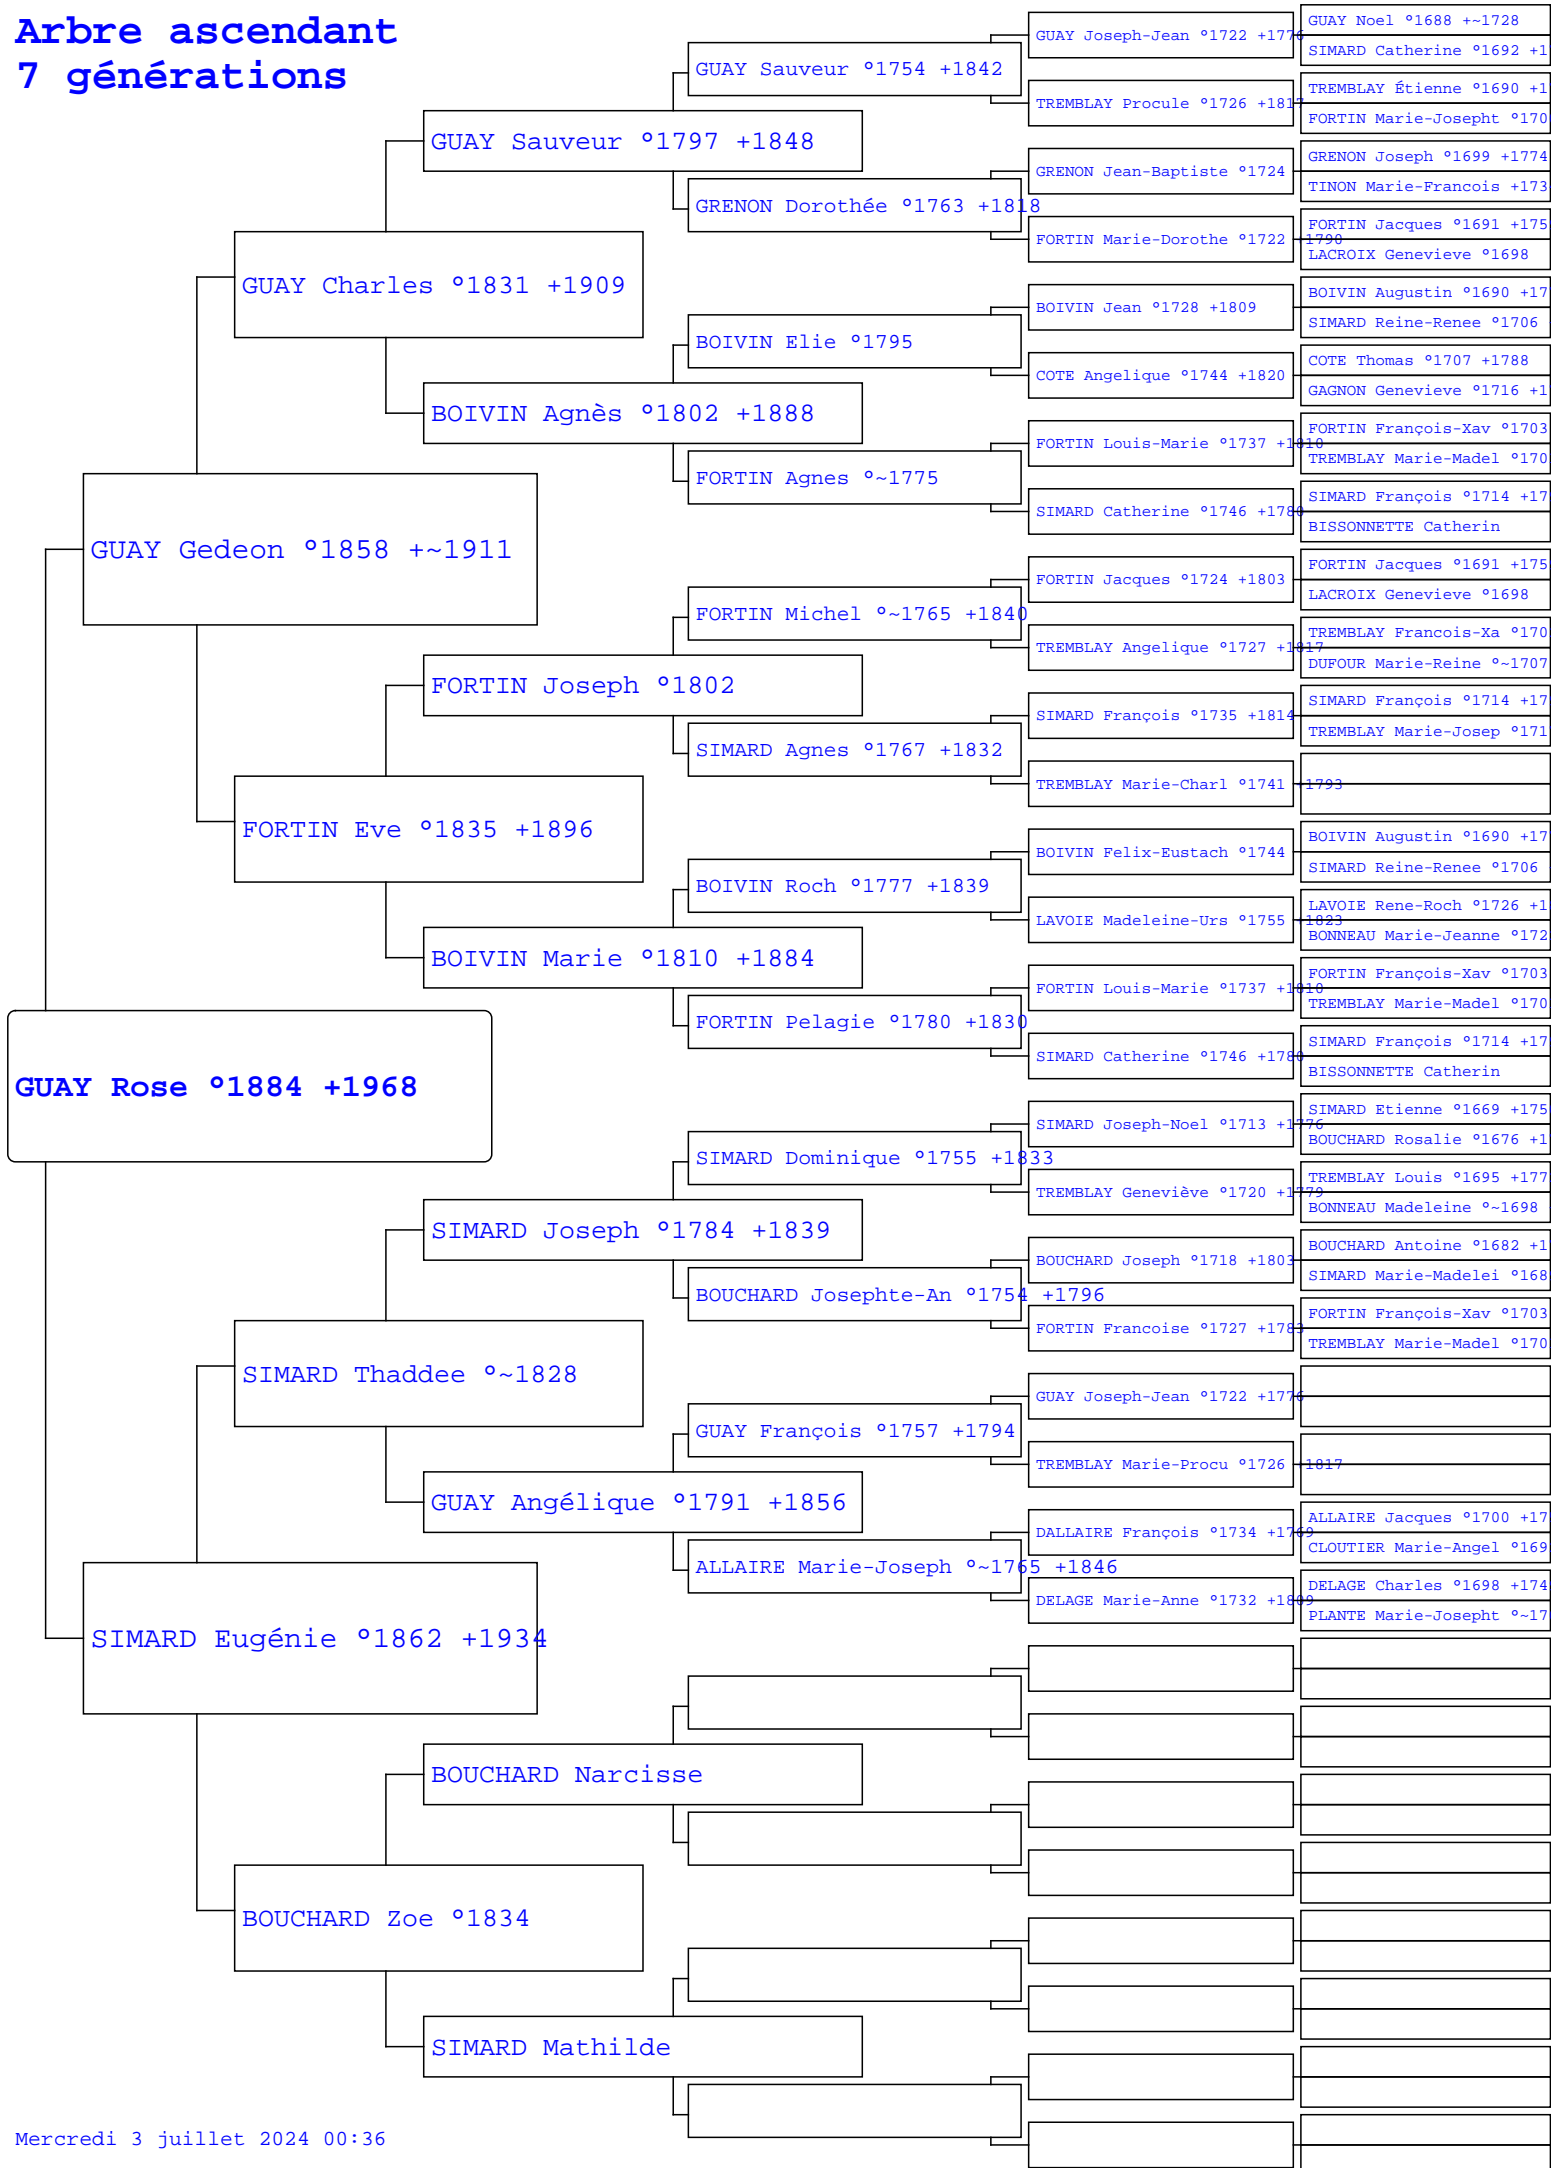 Arbre ascendant
7 générations
GUAY Rose °1884 +1968
GUAY Gedeon °1858 +~1911
SIMARD Eugénie °1862 +1934
GUAY Charles °1831 +1909
FORTIN Eve °1835 +1896
SIMARD Thaddee °~1828
BOUCHARD Zoe °1834
GUAY Sauveur °1797 +1848
BOIVIN Agnès °1802 +1888
FORTIN Joseph °1802
BOIVIN Marie °1810 +1884
SIMARD Joseph °1784 +1839
GUAY Angélique °1791 +1856
BOUCHARD Narcisse
SIMARD Mathilde
GUAY Sauveur °1754 +1842
GRENON Dorothée °1763 +1818
BOIVIN Elie °1795
FORTIN Agnes °~1775
FORTIN Michel °~1765 +1840
SIMARD Agnes °1767 +1832
BOIVIN Roch °1777 +1839
FORTIN Pelagie °1780 +1830
SIMARD Dominique °1755 +1833
BOUCHARD Josephte-An °1754 +1796
GUAY François °1757 +1794
ALLAIRE Marie-Joseph °~1765 +1846
GUAY Joseph-Jean °1722 +1776
TREMBLAY Procule °1726 +1817
GRENON Jean-Baptiste °1724
FORTIN Marie-Dorothe °1722 +1790
BOIVIN Jean °1728 +1809
COTE Angelique °1744 +1820
FORTIN Louis-Marie °1737 +1810
SIMARD Catherine °1746 +1780
FORTIN Jacques °1724 +1803
TREMBLAY Angelique °1727 +1817
SIMARD François °1735 +1814
TREMBLAY Marie-Charl °1741 +1793
BOIVIN Felix-Eustach °1744
LAVOIE Madeleine-Urs °1755 +1823
FORTIN Louis-Marie °1737 +1810
SIMARD Catherine °1746 +1780
SIMARD Joseph-Noel °1713 +1776
TREMBLAY Geneviève °1720 +1779
BOUCHARD Joseph °1718 +1803
FORTIN Francoise °1727 +1783
GUAY Joseph-Jean °1722 +1776
TREMBLAY Marie-Procu °1726 +1817
DALLAIRE François °1734 +1769
DELAGE Marie-Anne °1732 +1809
GUAY Noel °1688 +~1728
SIMARD Catherine °1692 +1
TREMBLAY Étienne °1690 +1
FORTIN Marie-Josepht °170
GRENON Joseph °1699 +1774
TINON Marie-Francois +173
FORTIN Jacques °1691 +175
LACROIX Genevieve °1698
BOIVIN Augustin °1690 +17
SIMARD Reine-Renee °1706
COTE Thomas °1707 +1788
GAGNON Genevieve °1716 +1
FORTIN François-Xav °1703
TREMBLAY Marie-Madel °170
SIMARD François °1714 +17
BISSONNETTE Catherin
FORTIN Jacques °1691 +175
LACROIX Genevieve °1698
TREMBLAY Francois-Xa °170
DUFOUR Marie-Reine °~1707
SIMARD François °1714 +17
TREMBLAY Marie-Josep °171
BOIVIN Augustin °1690 +17
SIMARD Reine-Renee °1706
LAVOIE Rene-Roch °1726 +1
BONNEAU Marie-Jeanne °172
FORTIN François-Xav °1703
TREMBLAY Marie-Madel °170
SIMARD François °1714 +17
BISSONNETTE Catherin
SIMARD Etienne °1669 +175
BOUCHARD Rosalie °1676 +1
TREMBLAY Louis °1695 +177
BONNEAU Madeleine °~1698
BOUCHARD Antoine °1682 +1
SIMARD Marie-Madelei °168
FORTIN François-Xav °1703
TREMBLAY Marie-Madel °170
ALLAIRE Jacques °1700 +17
CLOUTIER Marie-Angel °169
DELAGE Charles °1698 +174
PLANTE Marie-Josepht °~17
Mercredi 3 juillet 2024 00:36